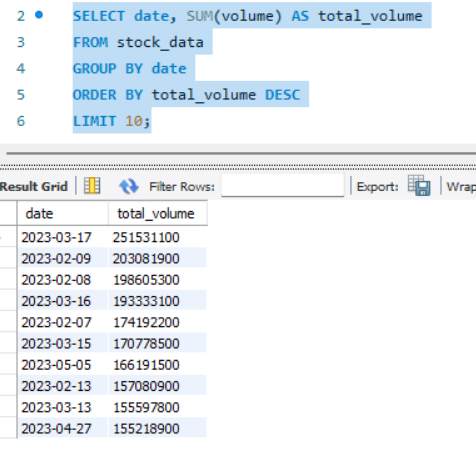 2 SELECT date, SUM(volume) AS total_volume
3 FROM stock_data
4 GROUP BY date
5 ORDER BY total_volume DESC
6 LIMIT 10;
Result Grid Filter Rows: Export: Wrap
date total_volume
2023-03-17 251531100
2023-02-09 203081900
2023-02-08 198605300
2023-03-16 193333100
2023-02-07 174192200
2023-03-15 170778500
2023-05-05 166191500
2023-02-13 157080900
2023-03-13 155597800
2023-04-27 155218900